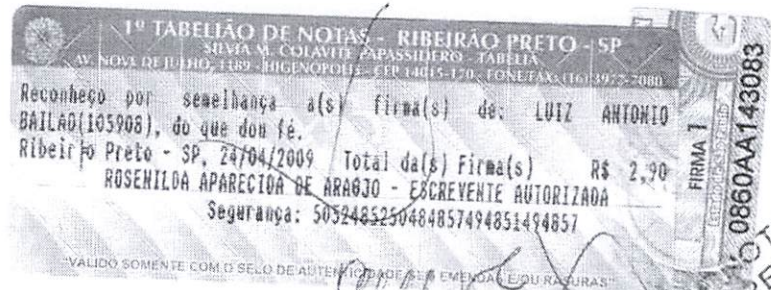 1º TABELIÃO DE NOTAS - RIBEIRÃO PRETO - SP
SILVIA M. COLAVITE PAPASSIDERO - TABELIÃ
AV. NOVE DE JULHO, 1189 - HIGENÓPOLIS - CEP 14015-170 - FONE/FAX: (16) 3977-7080
Reconheço por semelhança a(s) firma(s) de: LUIZ ANTONIO
BAILAO(105908), do que dou fé.
Ribeirão Preto - SP, 24/04/2009 Total da(s) Firma(s) R$ 2,90
ROSENILDA APARECIDA DE ARAUJO - ESCREVENTE AUTORIZADA
Segurança: 5052485250484857494851494857
"VALIDO SOMENTE COM O SELO DE AUTENTICIDADE SEM EMENDAS E/OU RASURAS"
FIRMA 1
0860AA143083